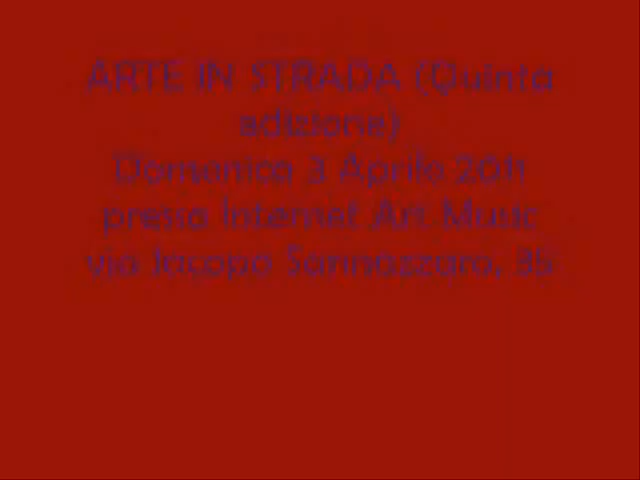 ARTE IN STRADA (Quinta
edizione)
Domenica 3 Aprile 2011
presso Internet Art Music
via Iacopo Sannazzaro, 35